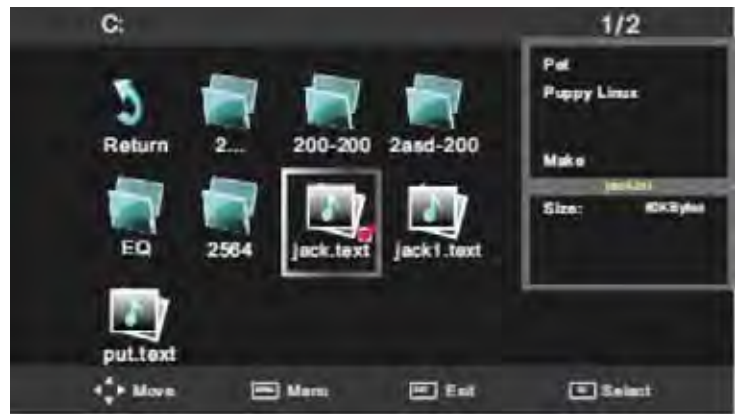 C:
1/2
Return
2...
200-200
2asd-200
EQ
2564
jack.text
jack1.text
put.text
Pet
Puppy Linux
Make
Size:
Move
Menu
Exit
Select